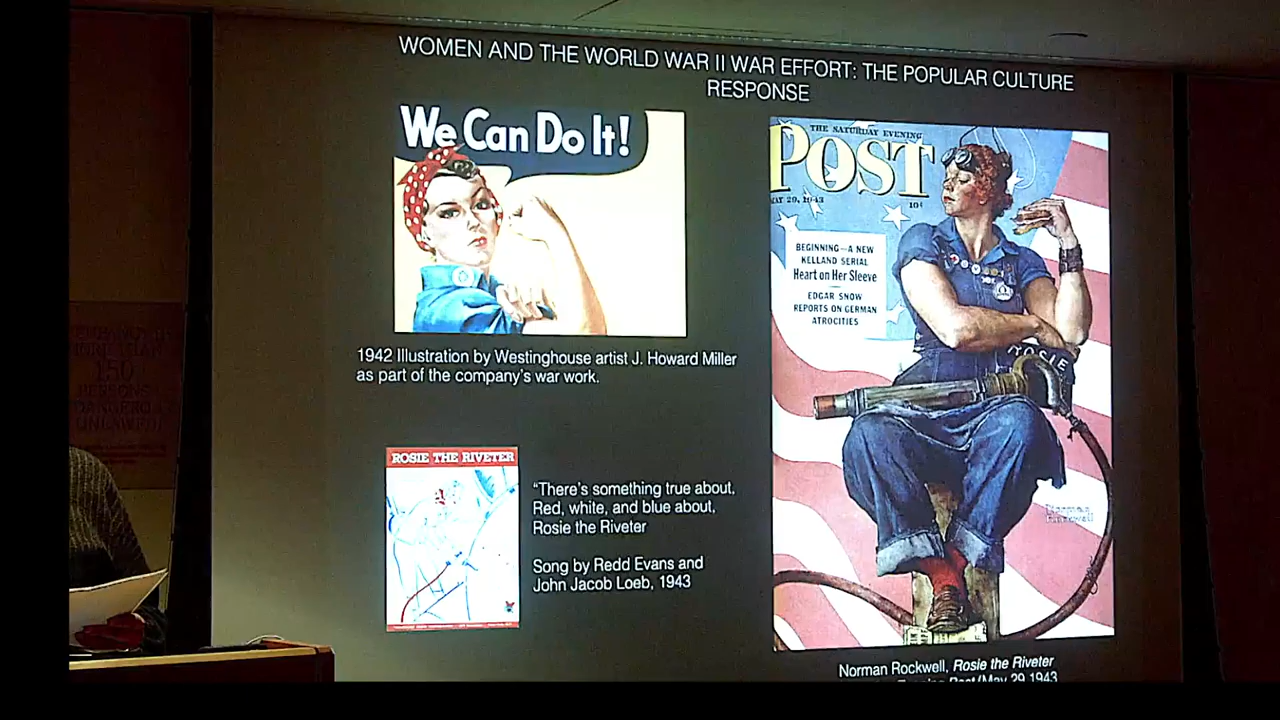 WOMEN AND THE WORLD WAR II WAR EFFORT: THE POPULAR CULTURE
RESPONSE
We Can Do It!
1942 Illustration by Westinghouse artist J. Howard Miller
as part of the company's war work.
ROSIE THE RIVETER
"There's something true about,
Red, white, and blue about,
Rosie the Riveter
Song by Redd Evans and
John Jacob Loeb, 1943
THE SATURDAY EVENING
POST
MAY 29, 1943
10¢
BEGINNING—A NEW
KELLAND SERIAL
Heart on Her Sleeve
EDGAR SNOW
REPORTS ON GERMAN
ATROCITIES
ROSIE
Norman
Rockwell
Norman Rockwell, Rosie the Riveter
Post (May 29,1943
150
PERSONS